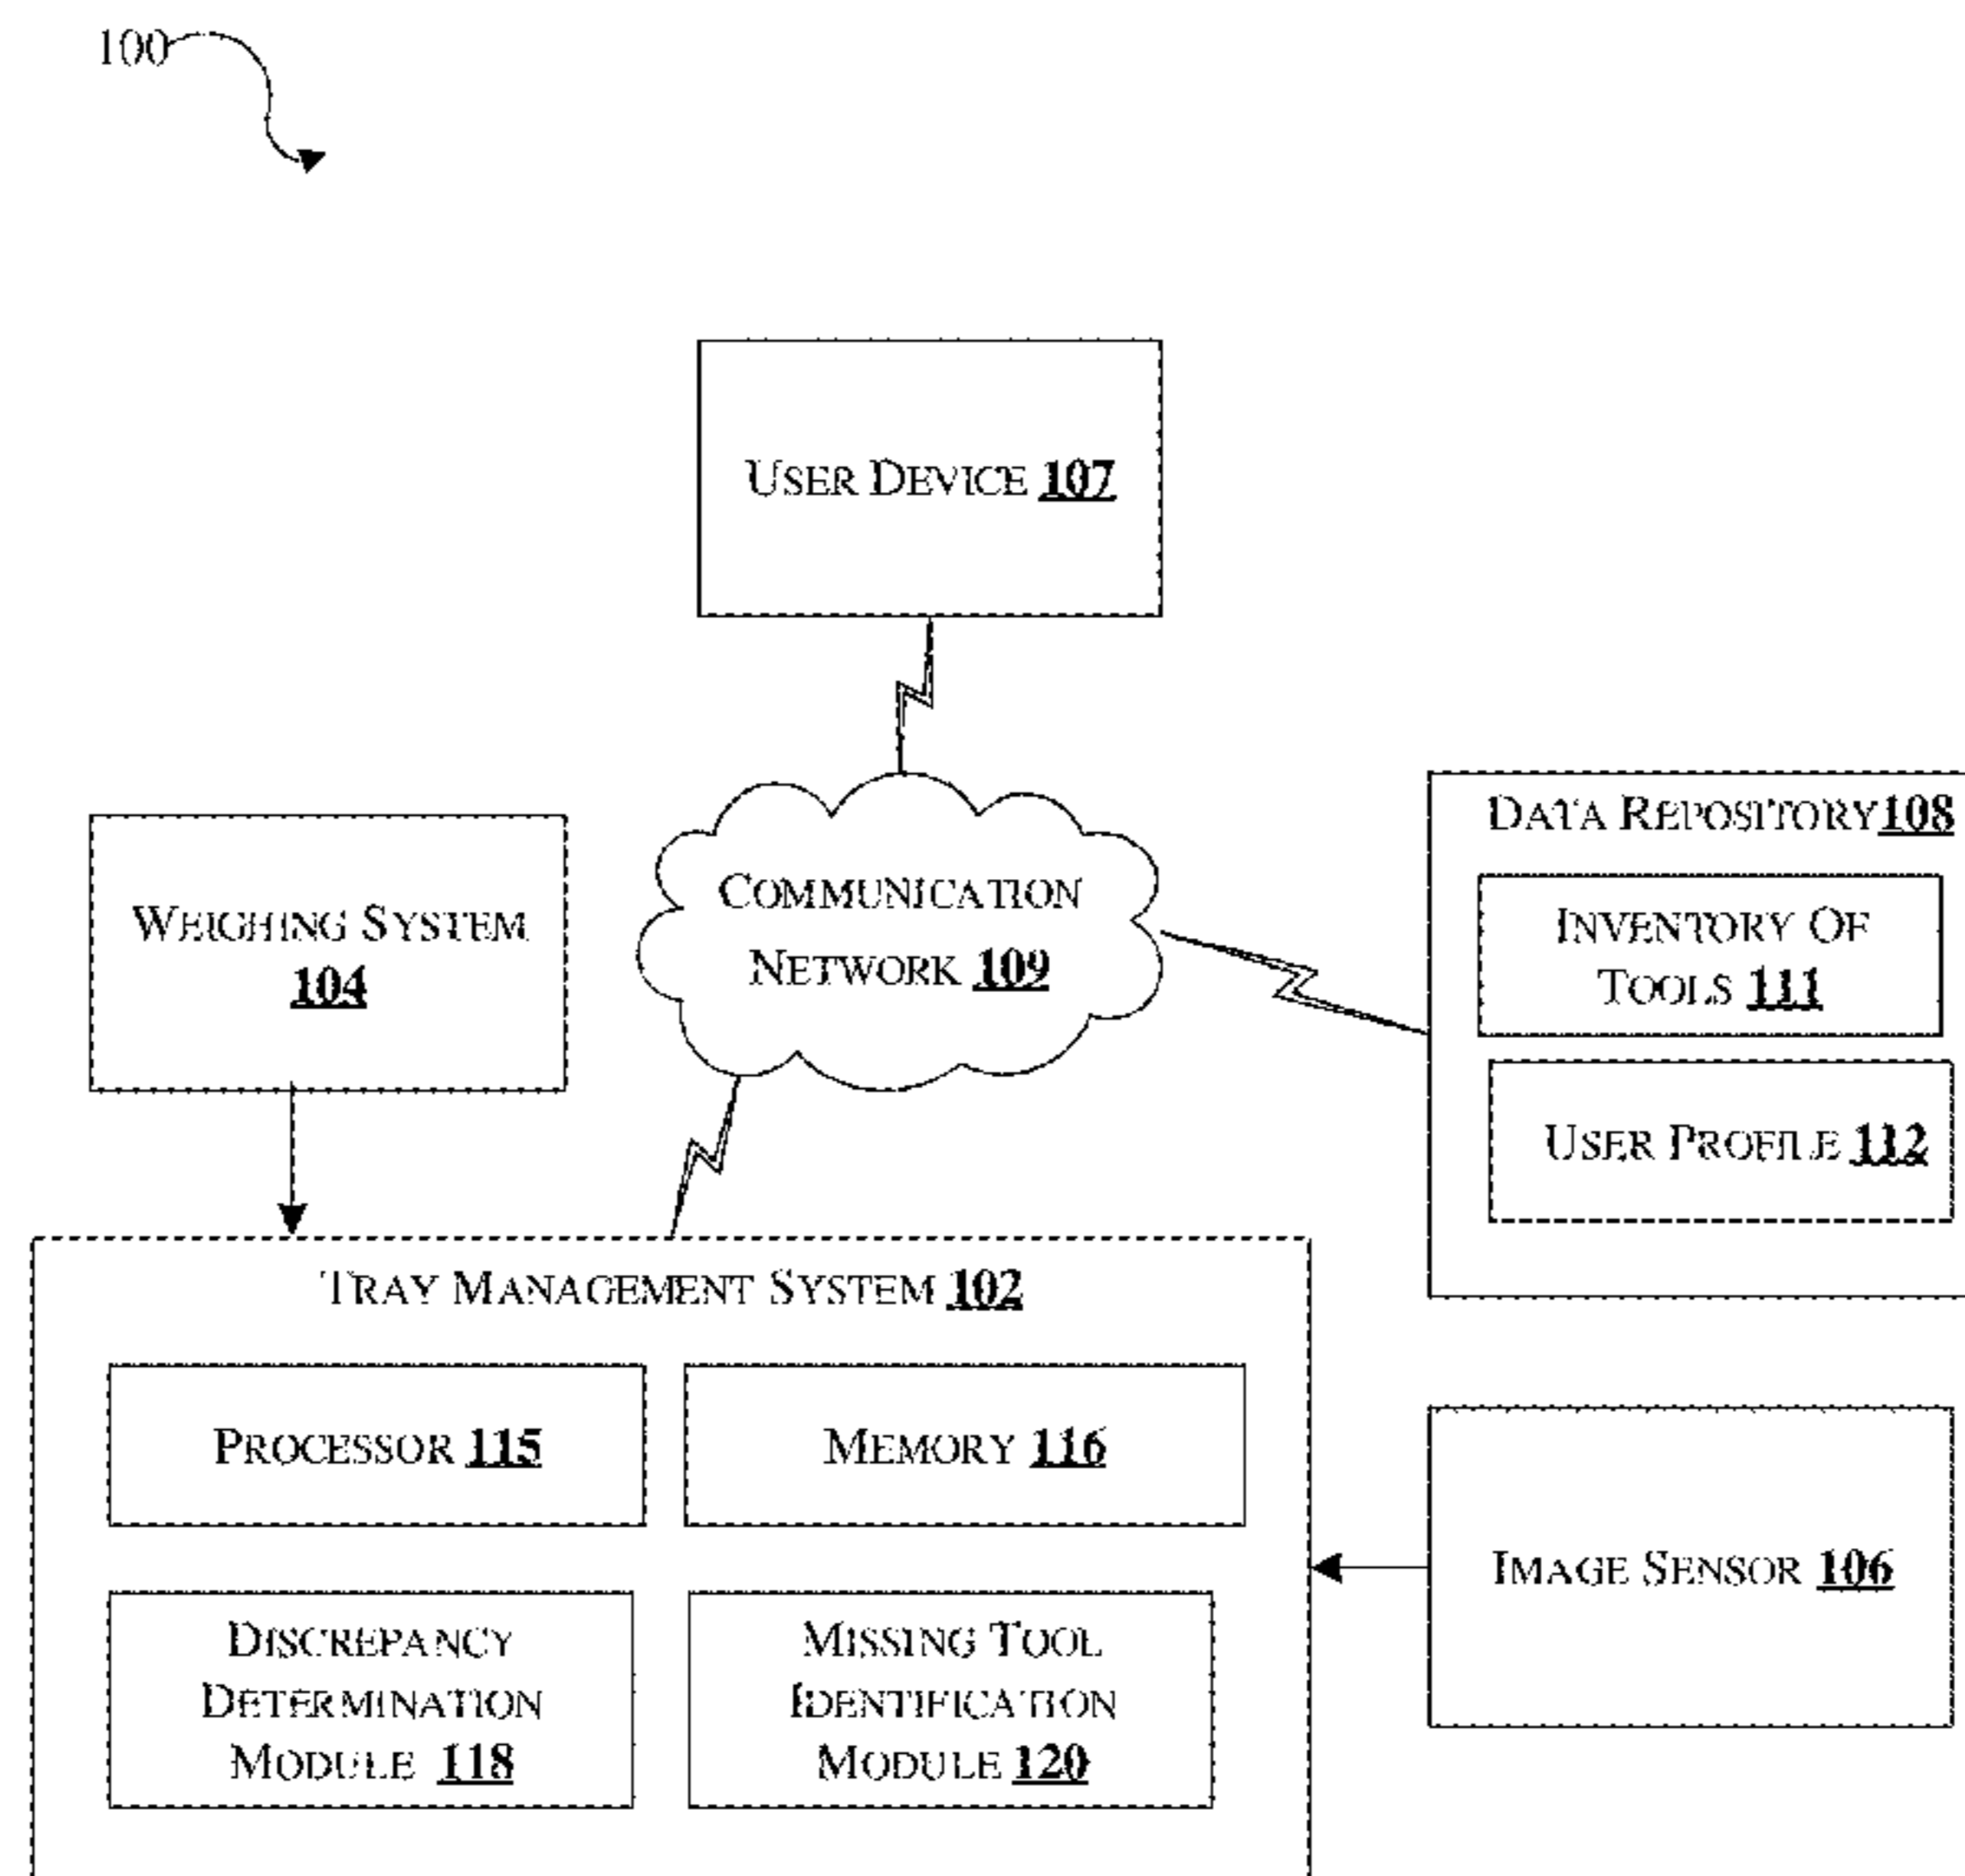 100
USER DEVICE 107
WEIGHING SYSTEM
104
COMMUNICATION
NETWORK 109
DATA REPOSITORY 108
INVENTORY OF
TOOLS 111
USER PROFILE 112
TRAY MANAGEMENT SYSTEM 102
PROCESSOR 115
MEMORY 116
DISCREPANCY
DETERMINATION
MODULE 118
MISSING TOOL
IDENTIFICATION
MODULE 120
IMAGE SENSOR 106